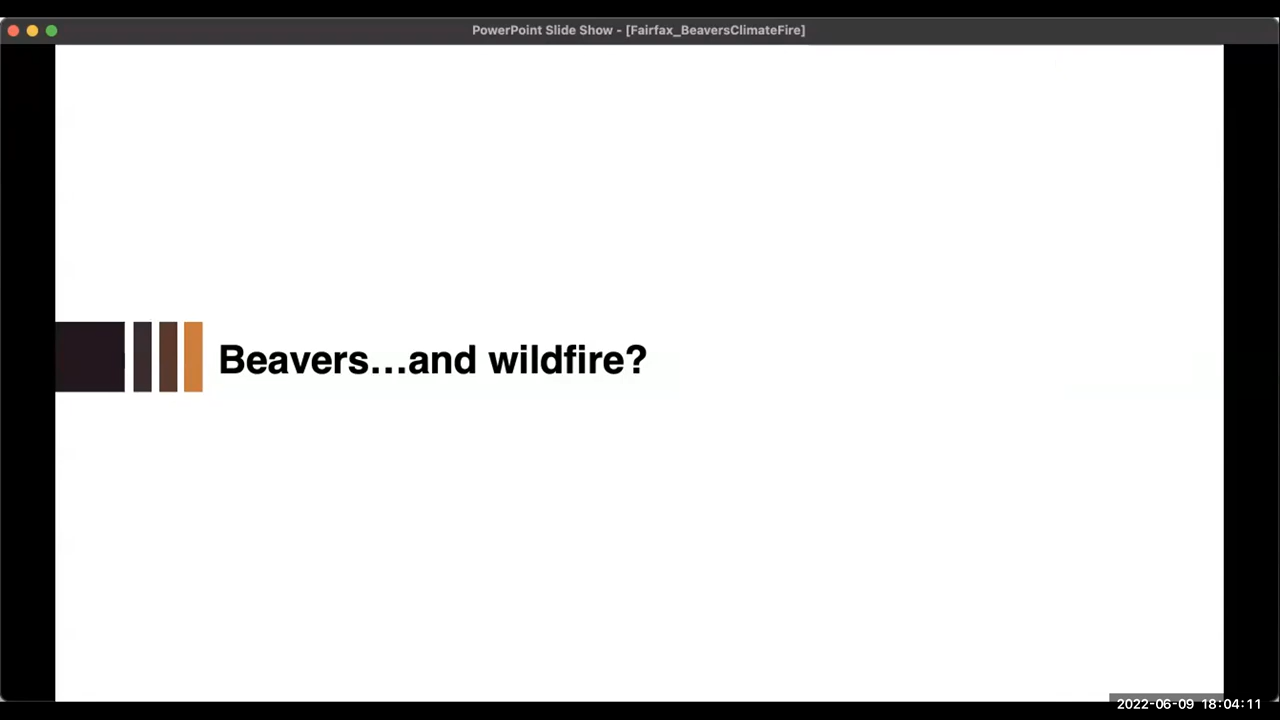 PowerPoint Slide Show - [Fairfax_BeaversClimateFire]
Beavers...and wildfire?
2022-06-09 18:04:11